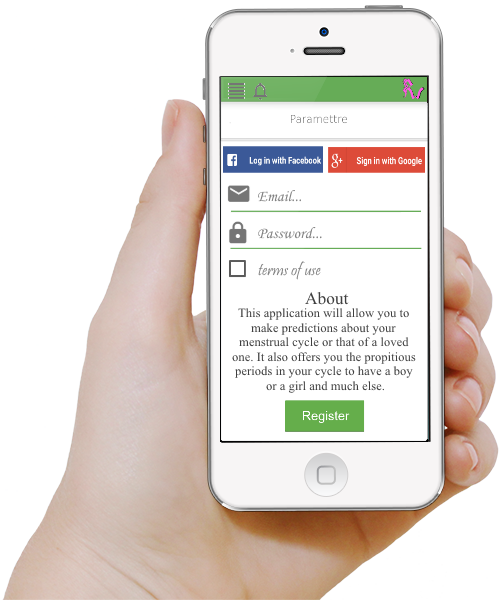 Paramettre
Log in with Facebook
g+ Sign in with Google
Email...
Password...
terms of use
About
This application will allow you to
make predictions about your
menstrual cycle or that of a loved
one. It also offers you the propitious
periods in your cycle to have a boy
or a girl and much else.
Register